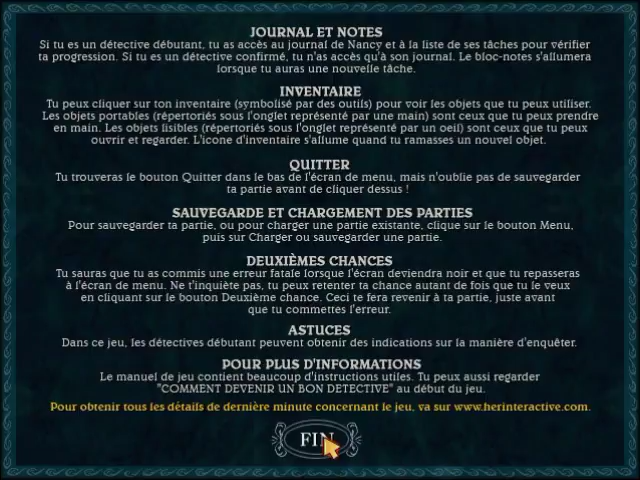 JOURNAL ET NOTES
Si tu es un détective débutant, tu as accès au journal de Nancy et à la liste de ses tâches pour vérifier
ta progression. Si tu es un détective confirmé, tu n'as accès qu'à son journal. Le bloc-notes s'allumera
lorsque tu auras une nouvelle tâche.
INVENTAIRE
Tu peux cliquer sur ton inventaire (symbolisé par des outils) pour voir les objets que tu peux utiliser.
Les objets portables (répertoriés sous l'onglet représenté par une main) sont ceux que tu peux prendre
en main. Les objets lisibles (répertoriés sous l'onglet représenté par un oeil) sont ceux que tu peux
ouvrir et regarder. L'icone d'inventaire s'allume quand tu ramasses un nouvel objet.
QUITTER
Tu trouveras le bouton Quitter dans le bas de l'écran de menu, mais n'oublie pas de sauvegarder
ta partie avant de cliquer dessus !
SAUVEGARDE ET CHARGEMENT DES PARTIES
Pour sauvegarder ta partie, ou pour charger une partie existante, clique sur le bouton Menu,
puis sur Charger ou sauvegarder une partie.
DEUXIÈMES CHANCES
Tu sauras que tu as commis une erreur fatale lorsque l'écran deviendra noir et que tu repasseras
à l'écran de menu. Ne t'inquiète pas, tu peux retenter ta chance autant de fois que tu le veux
en cliquant sur le bouton Deuxième chance. Ceci te fera revenir à ta partie, juste avant
que tu commettes l'erreur.
ASTUCES
Dans ce jeu, les détectives débutant peuvent obtenir des indications sur la manière d'enquêter.
POUR PLUS D'INFORMATIONS
Le manuel de jeu contient beaucoup d'instructions utiles. Tu peux aussi regarder
"COMMENT DEVENIR UN BON DETECTIVE" au début du jeu.
Pour obtenir tous les détails de dernière minute concernant le jeu, va sur www.herinteractive.com.
FIN